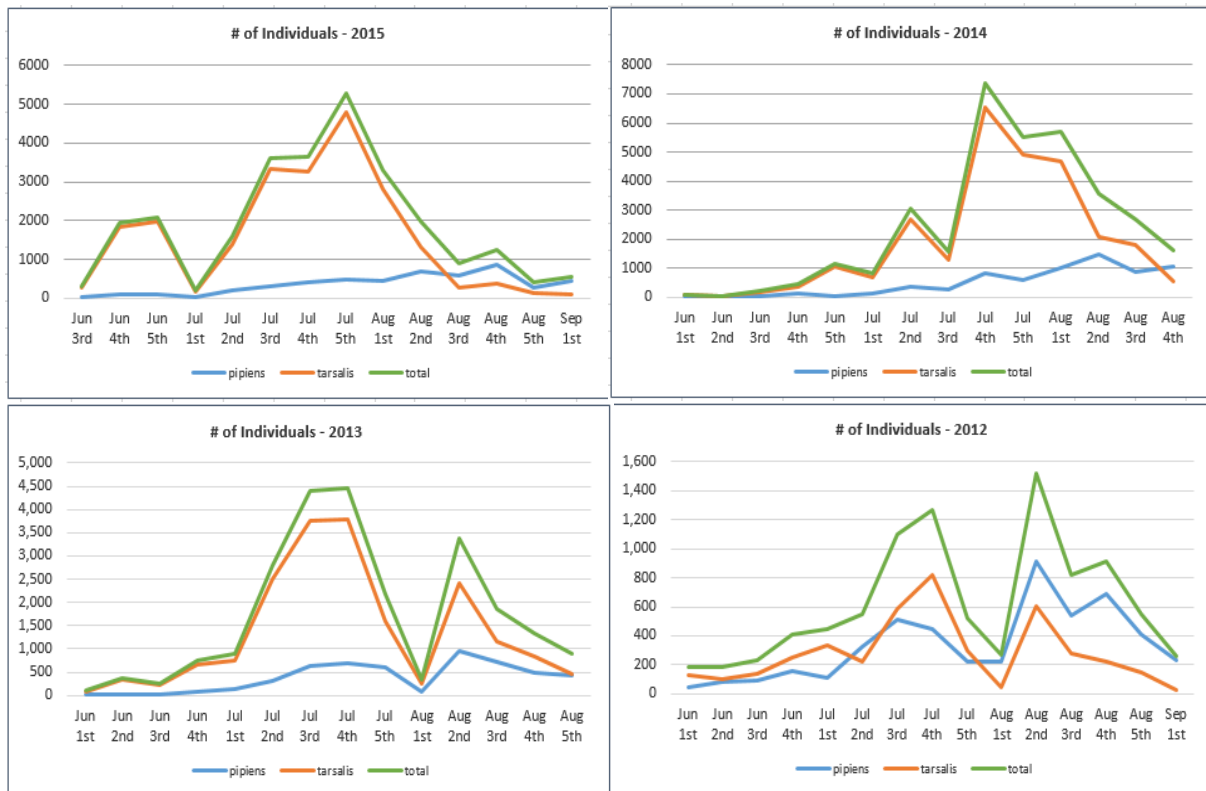 # of Individuals - 2015
6000
5000
4000
3000
2000
1000
0
Jun Jun Jun Jul Jul Jul Jul Jul Aug Aug Aug Aug Aug Sep
3rd 4th 5th 1st 2nd 3rd 4th 5th 1st 2nd 3rd 4th 5th 1st
pipiens tarsalis total
# of Individuals - 2014
8000
7000
6000
5000
4000
3000
2000
1000
0
Jun Jun Jun Jun Jun Jul Jul Jul Jul Jul Aug Aug Aug Aug
1st 2nd 3rd 4th 5th 1st 2nd 3rd 4th 5th 1st 2nd 3rd 4th
pipiens tarsalis total
# of Individuals - 2013
5,000
4,500
4,000
3,500
3,000
2,500
2,000
1,500
1,000
500
0
Jun Jun Jun Jun Jul Jul Jul Jul Jul Aug Aug Aug Aug Aug
1st 2nd 3rd 4th 1st 2nd 3rd 4th 5th 1st 2nd 3rd 4th 5th
pipiens tarsalis total
# of Individuals - 2012
1,600
1,400
1,200
1,000
800
600
400
200
0
Jun Jun Jun Jun Jul Jul Jul Jul Jul Aug Aug Aug Aug Aug Sep
1st 2nd 3rd 4th 1st 2nd 3rd 4th 5th 1st 2nd 3rd 4th 5th 1st
pipiens tarsalis total